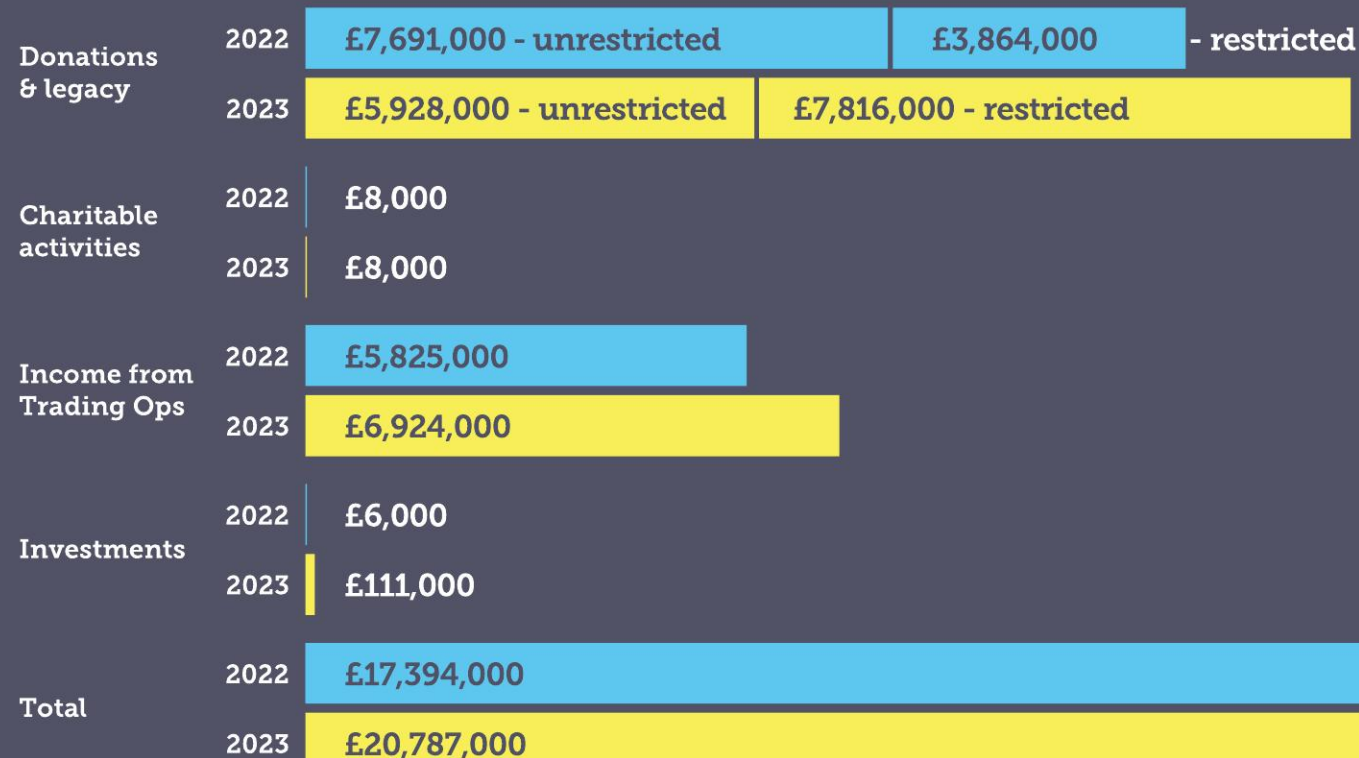 Donations
& legacy
2022 £7,691,000 - unrestricted £3,864,000 - restricted
2023 £5,928,000 - unrestricted £7,816,000 - restricted
Charitable
activities
2022 £8,000
2023 £8,000
Income from
Trading Ops
2022 £5,825,000
2023 £6,924,000
Investments
2022 £6,000
2023 £111,000
Total
2022 £17,394,000
2023 £20,787,000